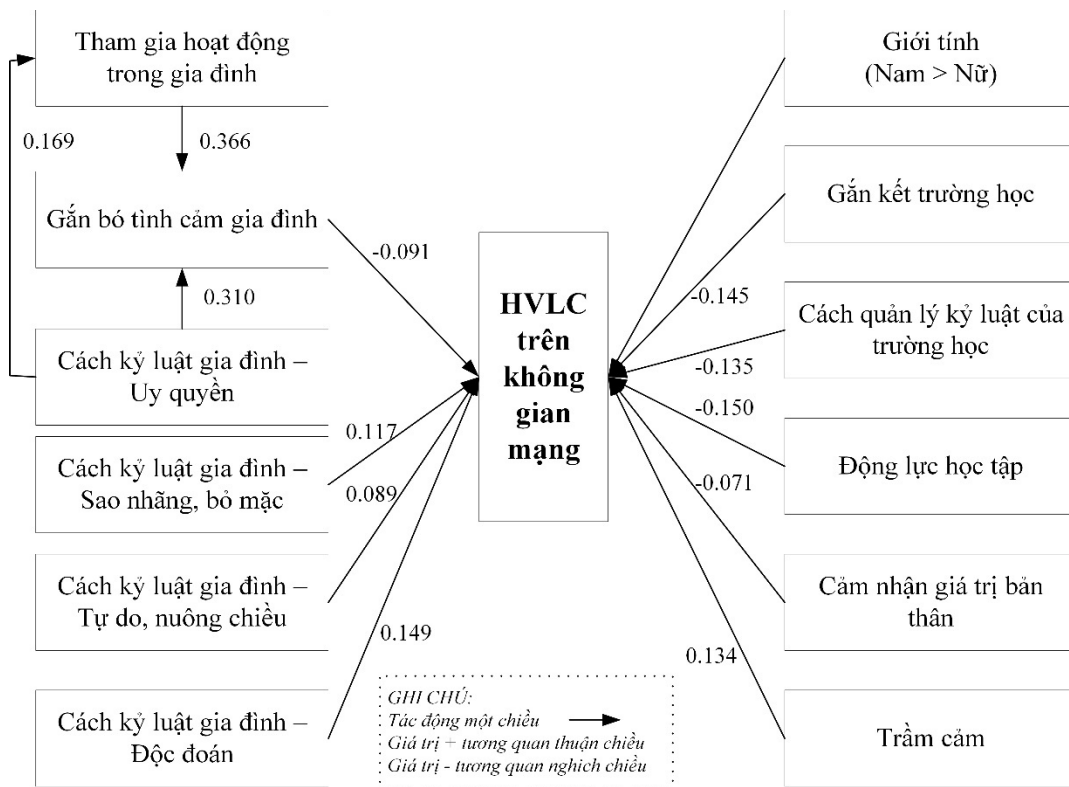 Tham gia hoạt động
trong gia đình
0.169
0.366
Gắn bó tình cảm gia đình
-0.091
0.310
Cách kỷ luật gia đình –
Uy quyền
0.117
Cách kỷ luật gia đình –
Sao nhãng, bỏ mặc
0.089
Cách kỷ luật gia đình –
Tự do, nuông chiều
0.149
Cách kỷ luật gia đình –
Độc đoán
HVLC
trên
không
gian
mạng
Giới tính
(Nam > Nữ)
Gắn kết trường học
-0.145
Cách quản lý kỷ luật của
trường học
-0.135
-0.150
Động lực học tập
-0.071
Cảm nhận giá trị bản
thân
0.134
Trầm cảm
GHI CHÚ:
Tác động một chiều
Giá trị + tương quan thuận chiều
Giá trị - tương quan nghich chiều